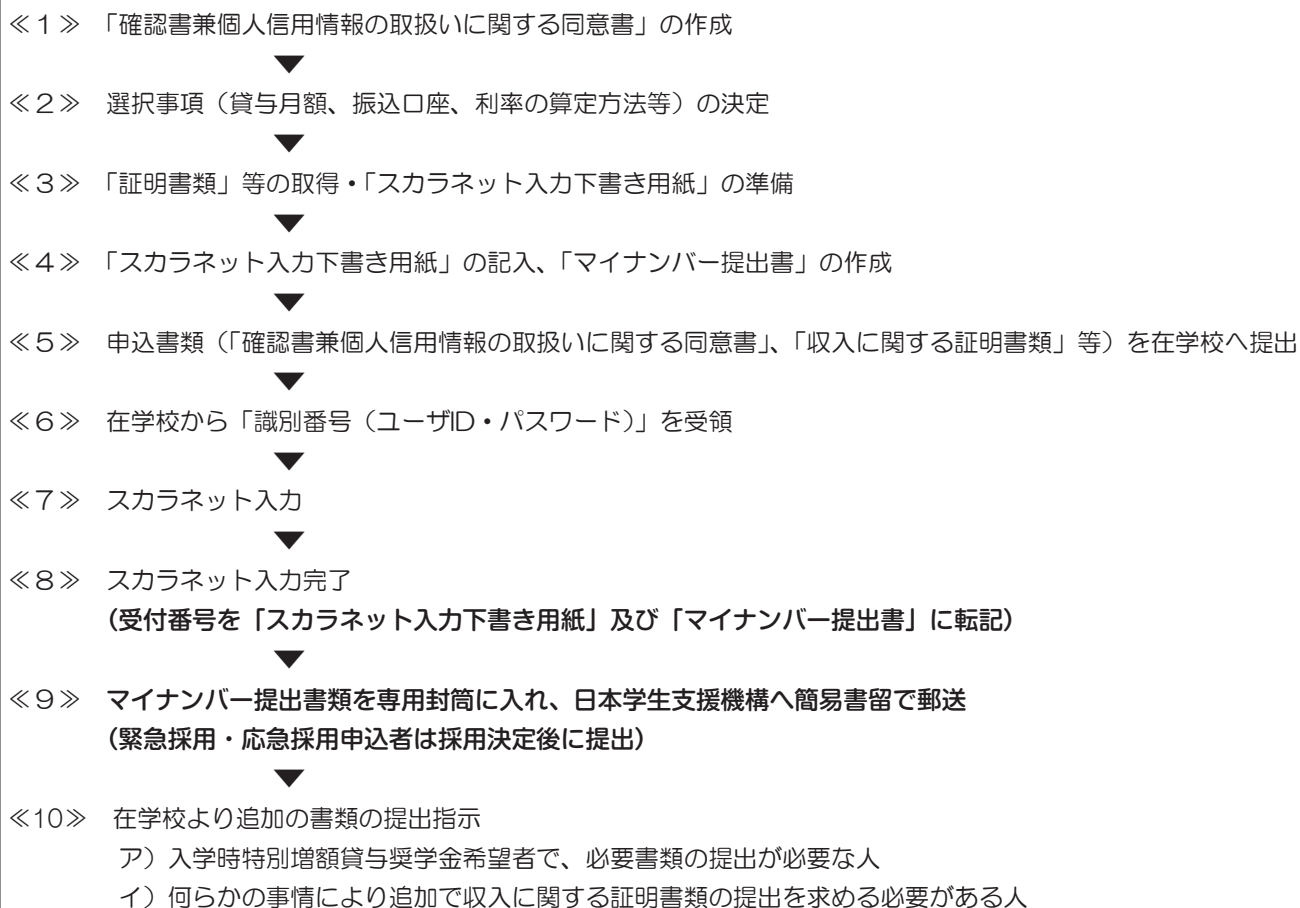 ≪１≫ 「確認書兼個人信用情報の取扱いに関する同意書」の作成
▼
≪２≫ 選択事項（貸与月額、振込口座、利率の算定方法等）の決定
▼
≪３≫ 「証明書類」等の取得・「スカラネット入力下書き用紙」の準備
▼
≪４≫ 「スカラネット入力下書き用紙」の記入、「マイナンバー提出書」の作成
▼
≪５≫ 申込書類（「確認書兼個人信用情報の取扱いに関する同意書」、「収入に関する証明書類」等）を在学校へ提出
▼
≪６≫ 在学校から「識別番号（ユーザID・パスワード）」を受領
▼
≪７≫ スカラネット入力
▼
≪８≫ スカラネット入力完了
（受付番号を「スカラネット入力下書き用紙」及び「マイナンバー提出書」に転記）
▼
≪９≫ マイナンバー提出書類を専用封筒に入れ、日本学生支援機構へ簡易書留で郵送
（緊急採用・応急採用申込者は採用決定後に提出）
▼
≪10≫ 在学校より追加の書類の提出指示
ア）入学時特別増額貸与奨学金希望者で、必要書類の提出が必要な人
イ）何らかの事情により追加で収入に関する証明書類の提出を求める必要がある人